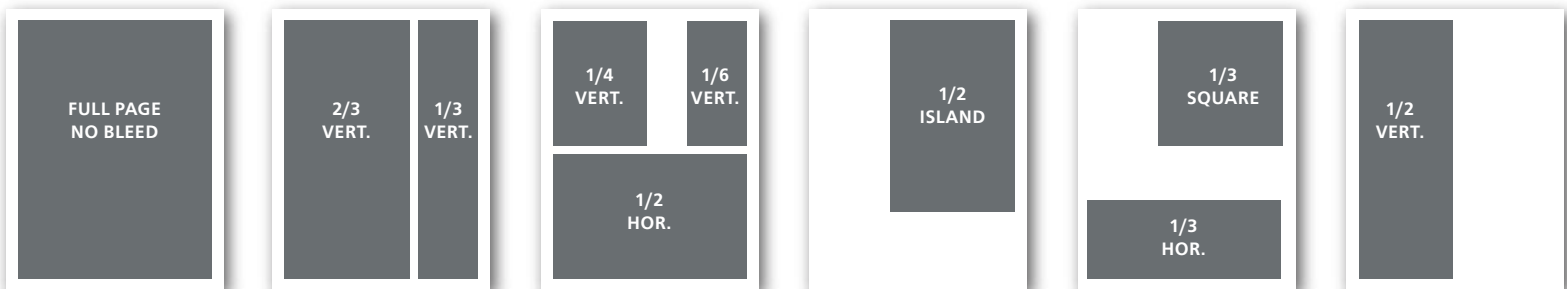 FULL PAGE
NO BLEED
2/3
VERT.
1/3
VERT.
1/4
VERT.
1/6
VERT.
1/2
HOR.
1/2
ISLAND
1/3
SQUARE
1/3
HOR.
1/2
VERT.